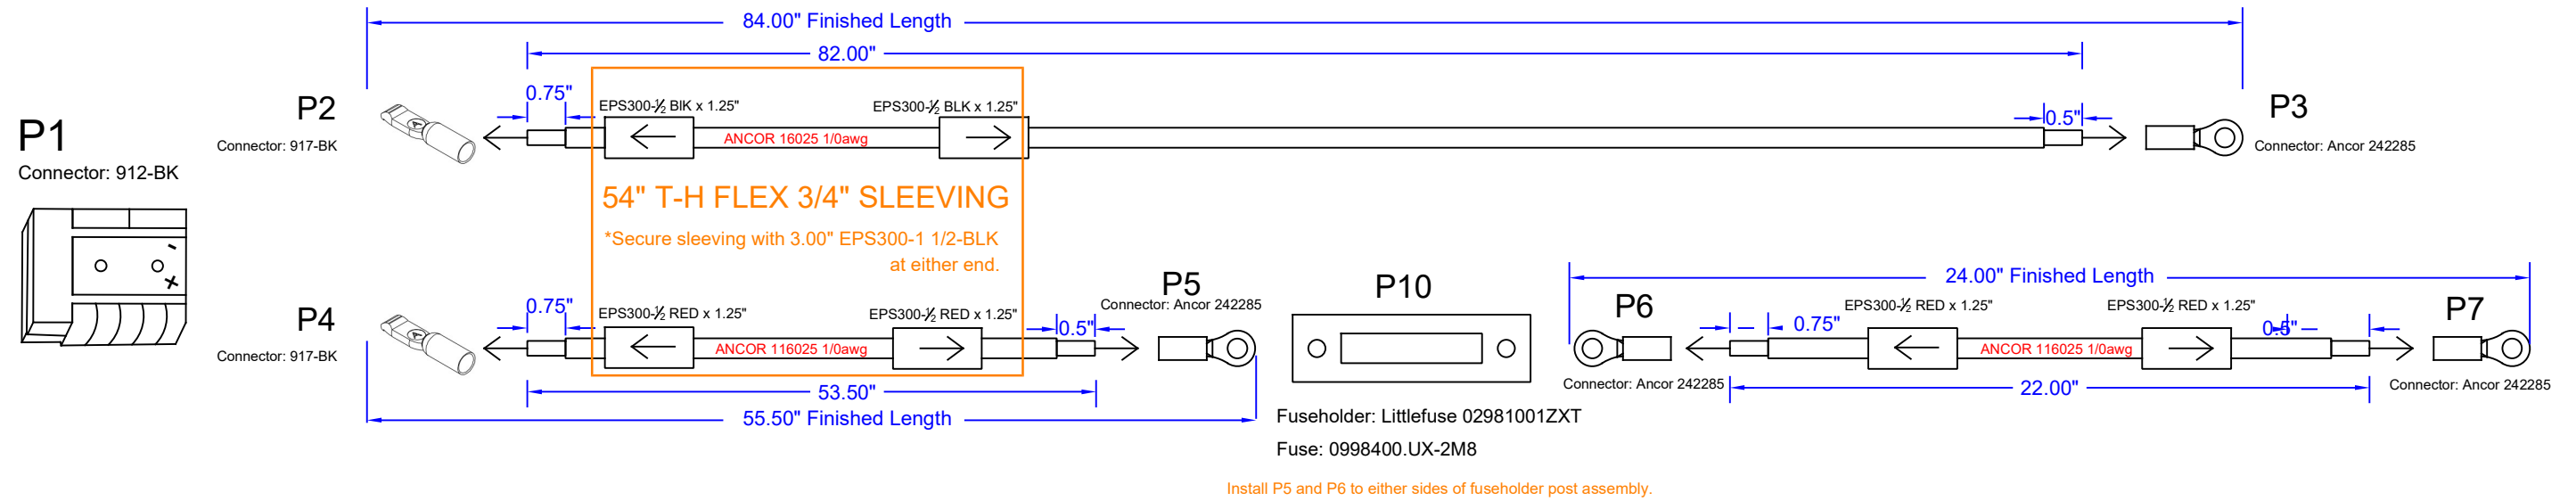 84.00" Finished Length
82.00"
P1
Connector: 912-BK
P2
Connector: 917-BK
0.75"
EPS300-½ BlK x 1.25"
ANCOR 16025 1/0awg
EPS300-½ BLK x 1.25"
0.5"
P3
Connector: Ancor 242285
54" T-H FLEX 3/4" SLEEVING
*Secure sleeving with 3.00" EPS300-1 1/2-BLK
at either end.
- +
P4
Connector: 917-BK
0.75"
EPS300-½ RED x 1.25"
ANCOR 116025 1/0awg
EPS300-½ RED x 1.25"
0.5"
P5
Connector: Ancor 242285
53.50"
55.50" Finished Length
P10
Fuseholder: Littlefuse 02981001ZXT
Fuse: 0998400.UX-2M8
24.00" Finished Length
P6
Connector: Ancor 242285
0.75"
EPS300-½ RED x 1.25"
ANCOR 116025 1/0awg
EPS300-½ RED x 1.25"
0.5"
P7
Connector: Ancor 242285
22.00"
Install P5 and P6 to either sides of fuseholder post assembly.